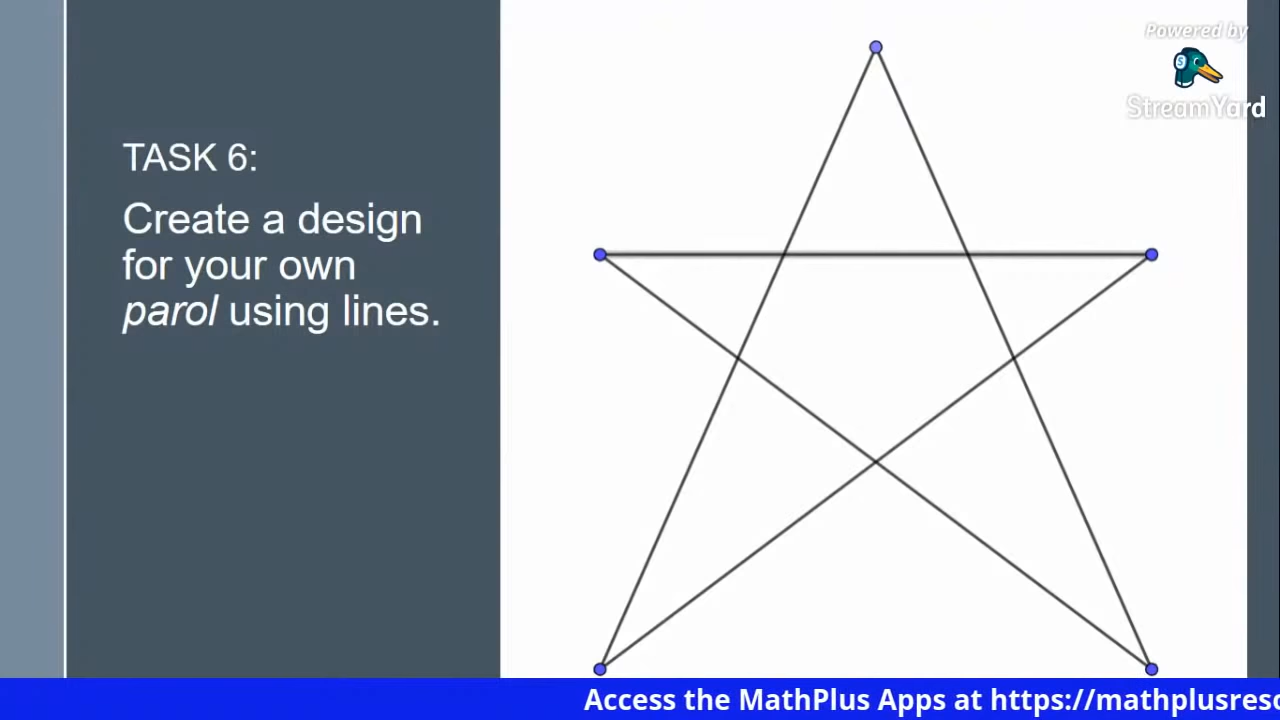 Powered by
StreamYard
TASK 6:
Create a design
for your own
parol using lines.
Access the MathPlus Apps at https://mathplusreso